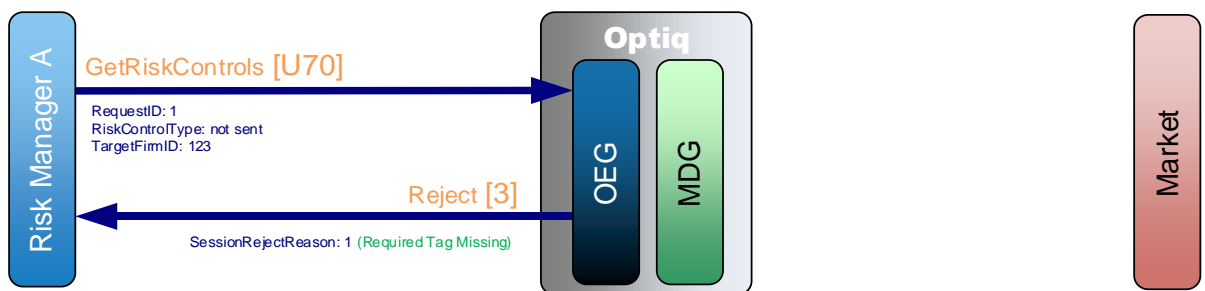 Risk Manager A
Optiq
GetRiskControls [U70]
RequestID: 1
RiskControlType: not sent
TargetFirmID: 123
OEG
MDG
Market
Reject [3]
SessionRejectReason: 1 (Required Tag Missing)